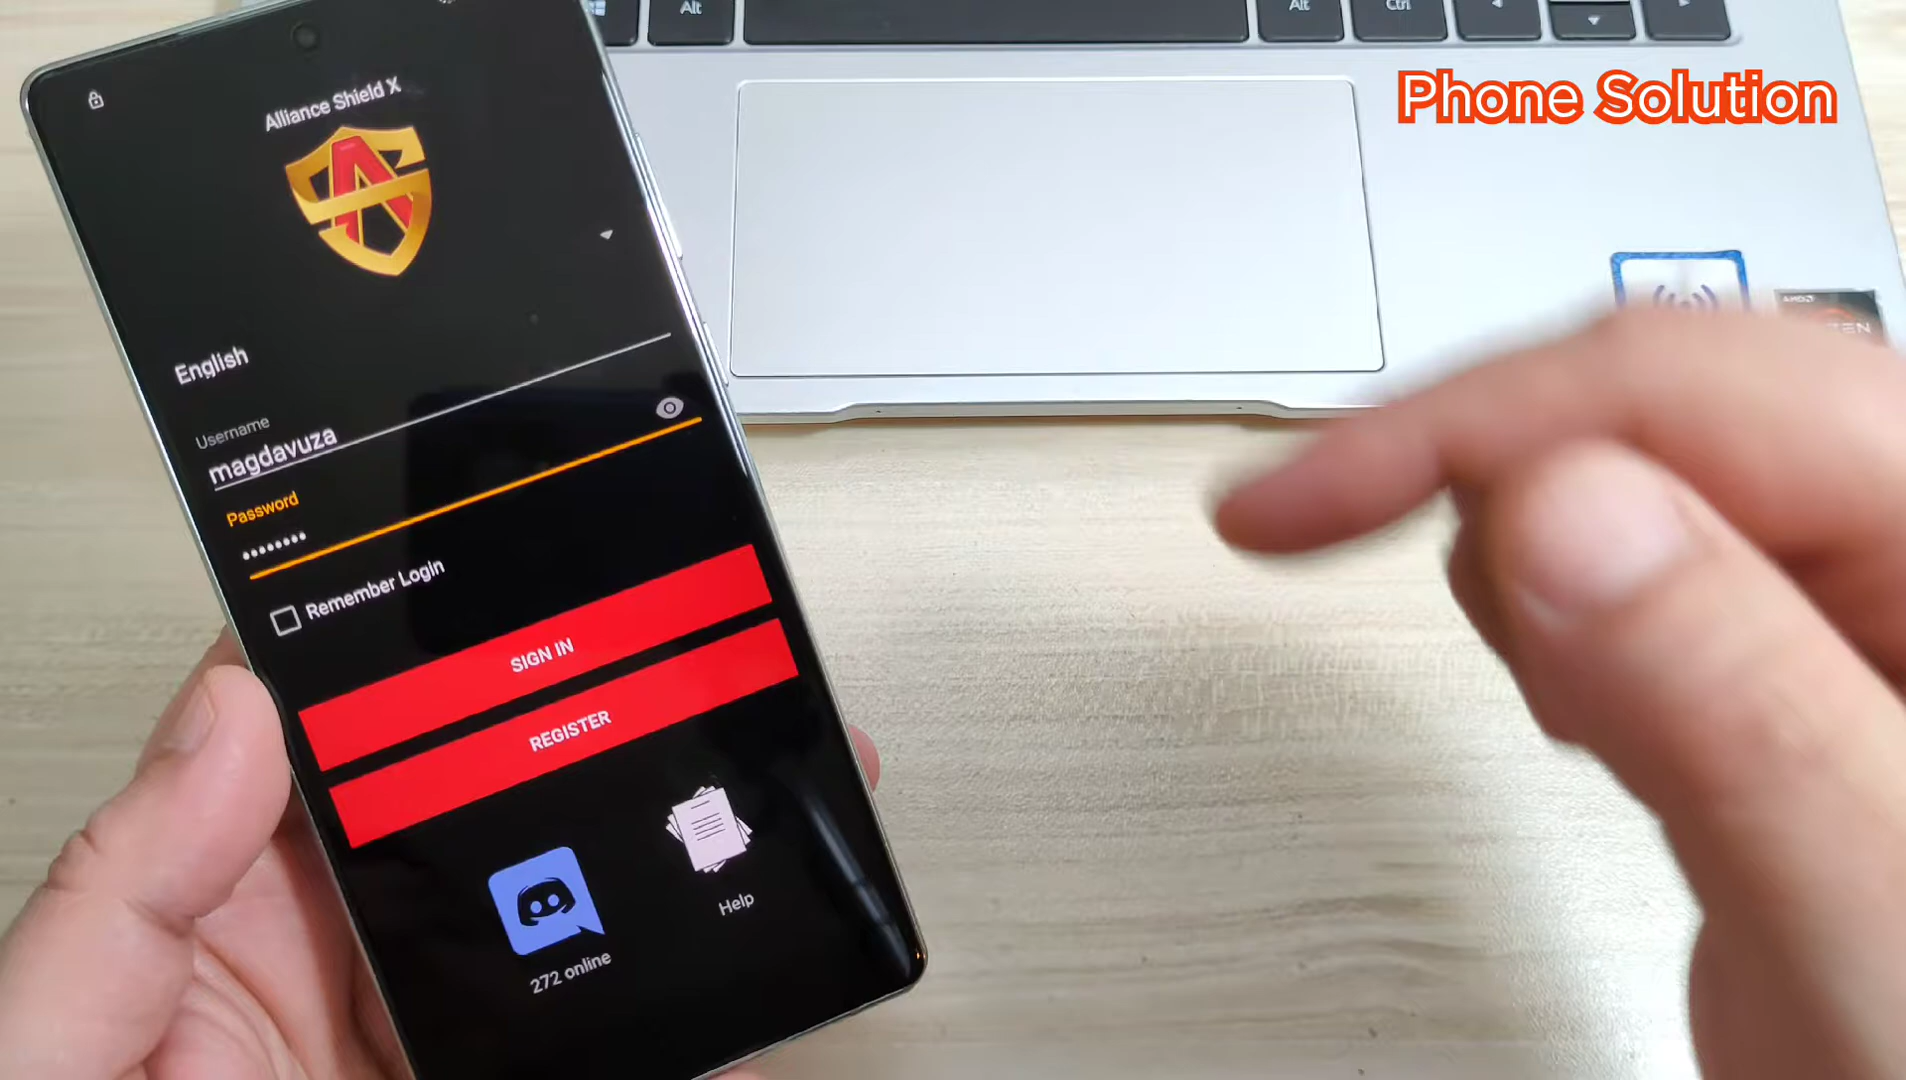 Alt
Alt
Ctrl
Phone Solution
Alliance Shield X
English
Username
magdavuza
Password
••••••••
Remember Login
SIGN IN
REGISTER
272 online
Help
AMD